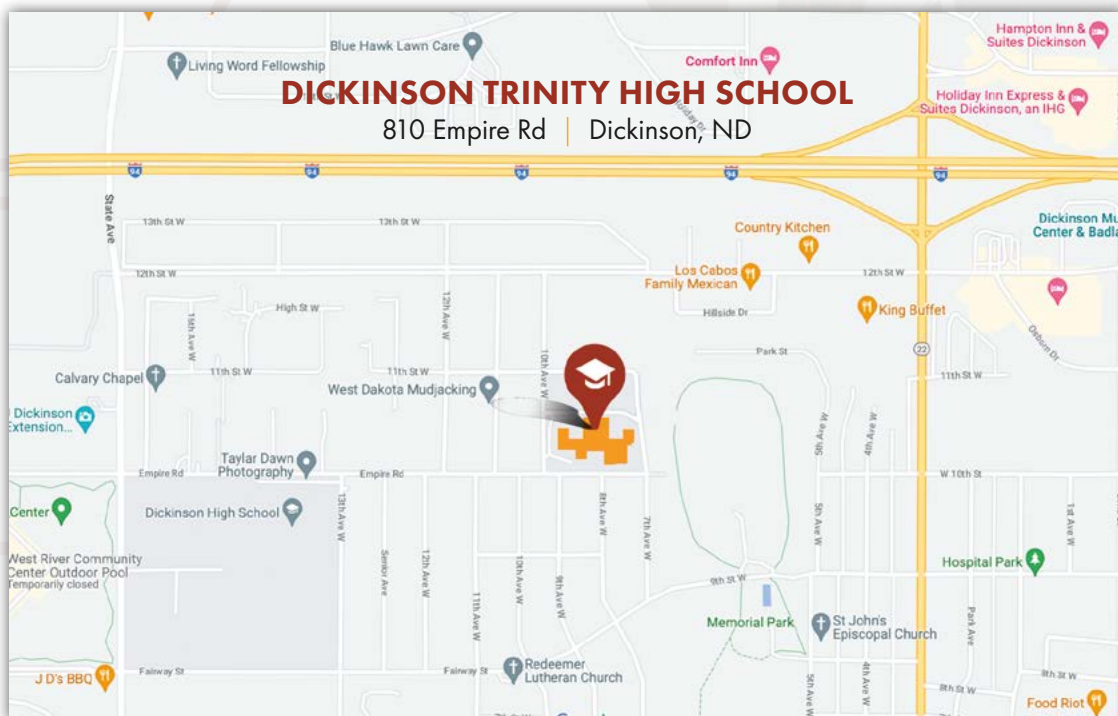 Hampton Inn &
Suites Dickinson
Blue Hawk Lawn Care
Living Word Fellowship
Comfort Inn
DICKINSON TRINITY HIGH SCHOOL
Holiday Inn Express &
Suites Dickinson, an IHG
Holiday Dr
810 Empire Rd | Dickinson, ND
94
94
94
94
94
State Ave
13th St W
13th St W
Country Kitchen
Dickinson Mu
Center & Badla
12th St W
Los Cabos
Family Mexican
12th St W
High St W
12th Ave W
15th Ave W
Hillside Dr
King Buffet
Osborn Dr
22
Park St
10th Ave W
Calvary Chapel
11th St W
11th St W
11th St W
West Dakota Mudjacking
Dickinson
Extension...
5th Ave W
4th Ave W
Taylar Dawn
Photography
Empire Rd
Empire Rd
W 10th St
Center
Dickinson High School
13th Ave W
8th Ave W
7th Ave W
5th Ave W
1st Ave W
West River Community
Center Outdoor Pool
Temporarily closed
Senior Ave
12th Ave W
10th Ave W
9th Ave W
11th Ave W
9th St W
Hospital Park
Memorial Park
St John's
Episcopal Church
Park Ave
J D's BBQ
Fairway St
Fairway St
Redeemer
Lutheran Church
5th Ave W
4th Ave W
8th St W
8th St W
Food Riot